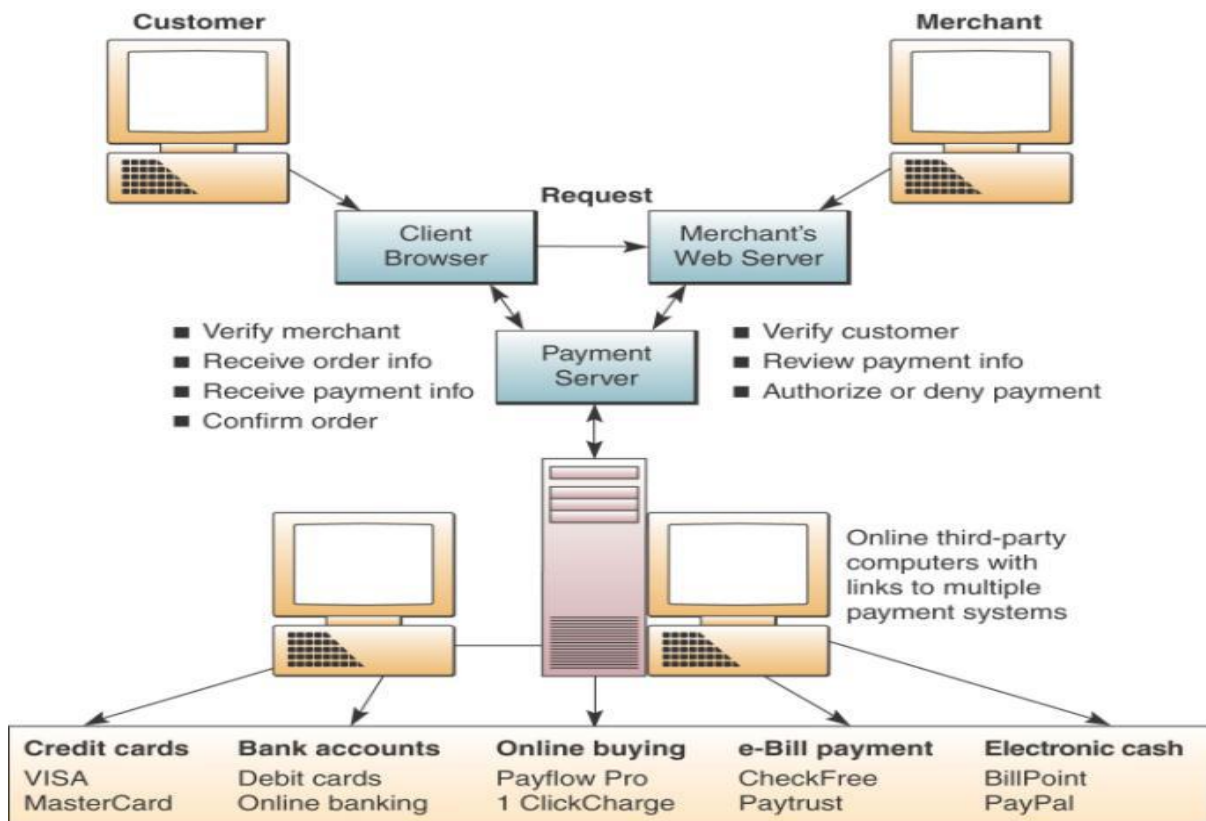 Customer
Merchant
Request
Client
Browser
Merchant's
Web Server
■ Verify merchant
■ Receive order info
■ Receive payment info
■ Confirm order
Payment
Server
■ Verify customer
■ Review payment info
■ Authorize or deny payment
Online third-party
computers with
links to multiple
payment systems
Credit cards
VISA
MasterCard
Bank accounts
Debit cards
Online banking
Online buying
Payflow Pro
1 ClickCharge
e-Bill payment
CheckFree
Paytrust
Electronic cash
BillPoint
PayPal